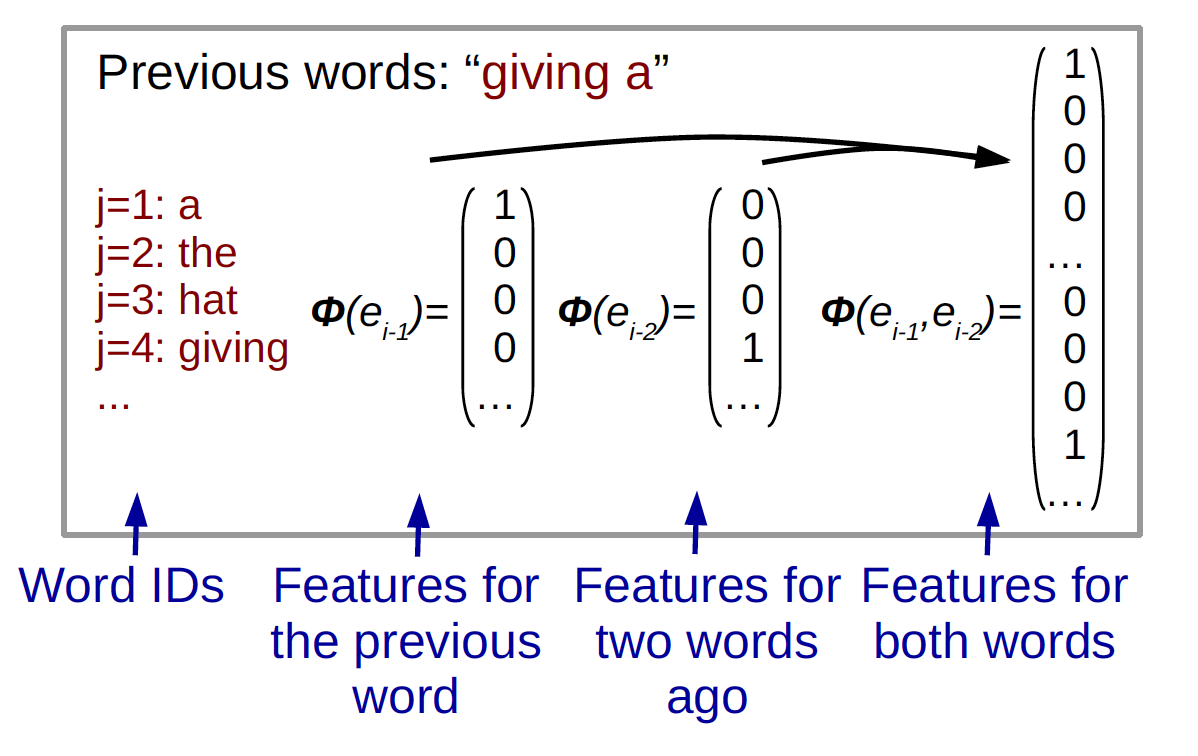 Previous words: “giving a”
j=1: a
j=2: the
j=3: hat
j=4: giving
...
Φ(e_{i-1})=
1
0
0
0
...
Φ(e_{i-2})=
0
0
0
1
...
Φ(e_{i-1},e_{i-2})=
1
0
0
0
...
0
0
0
1
...
Word IDs
Features for
the previous
word
Features for
two words
ago
Features for
both words